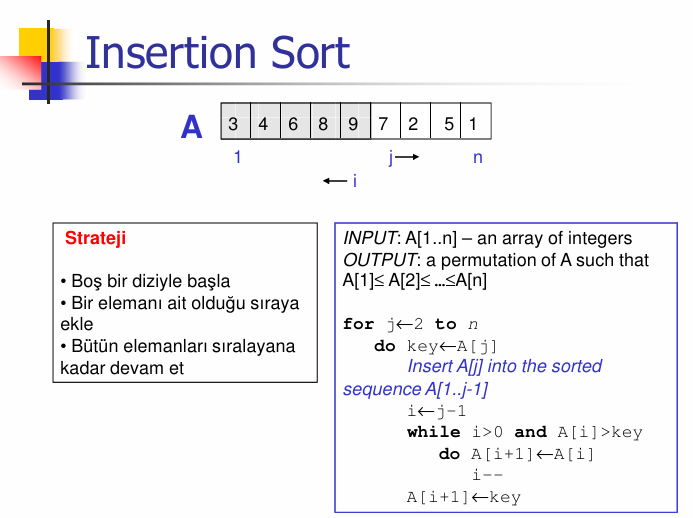 Insertion Sort
A 3 4 6 8 9 7 2 5 1
1 j→ n
← i
Strateji
• Boş bir diziyle başla
• Bir elemanı ait olduğu sıraya
ekle
• Bütün elemanları sıralayana
kadar devam et
INPUT: A[1..n] – an array of integers
OUTPUT: a permutation of A such that
A[1]≤ A[2]≤ …≤A[n]
for j←2 to n
do key←A[j]
Insert A[j] into the sorted
sequence A[1..j-1]
i←j-1
while i>0 and A[i]>key
do A[i+1]←A[i]
i--
A[i+1]←key